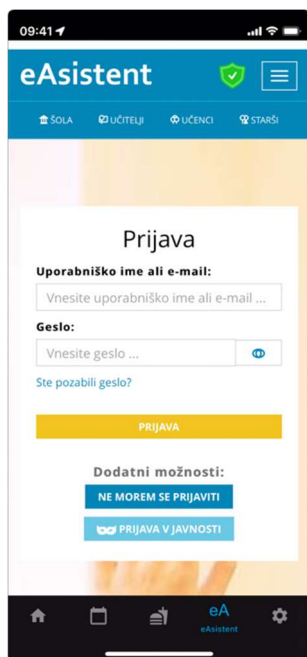 09:41
eAsistent
ŠOLA UČITELJI UČENCI STARŠI
Prijava
Uporabniško ime ali e-mail:
Vnesite uporabniško ime ali e-mail ...
Geslo:
Vnesite geslo ...
Ste pozabili geslo?
PRIJAVA
Dodatni možnosti:
NE MOREM SE PRIJAVITI
PRIJAVA V JAVNOSTI
eA
eAsistent